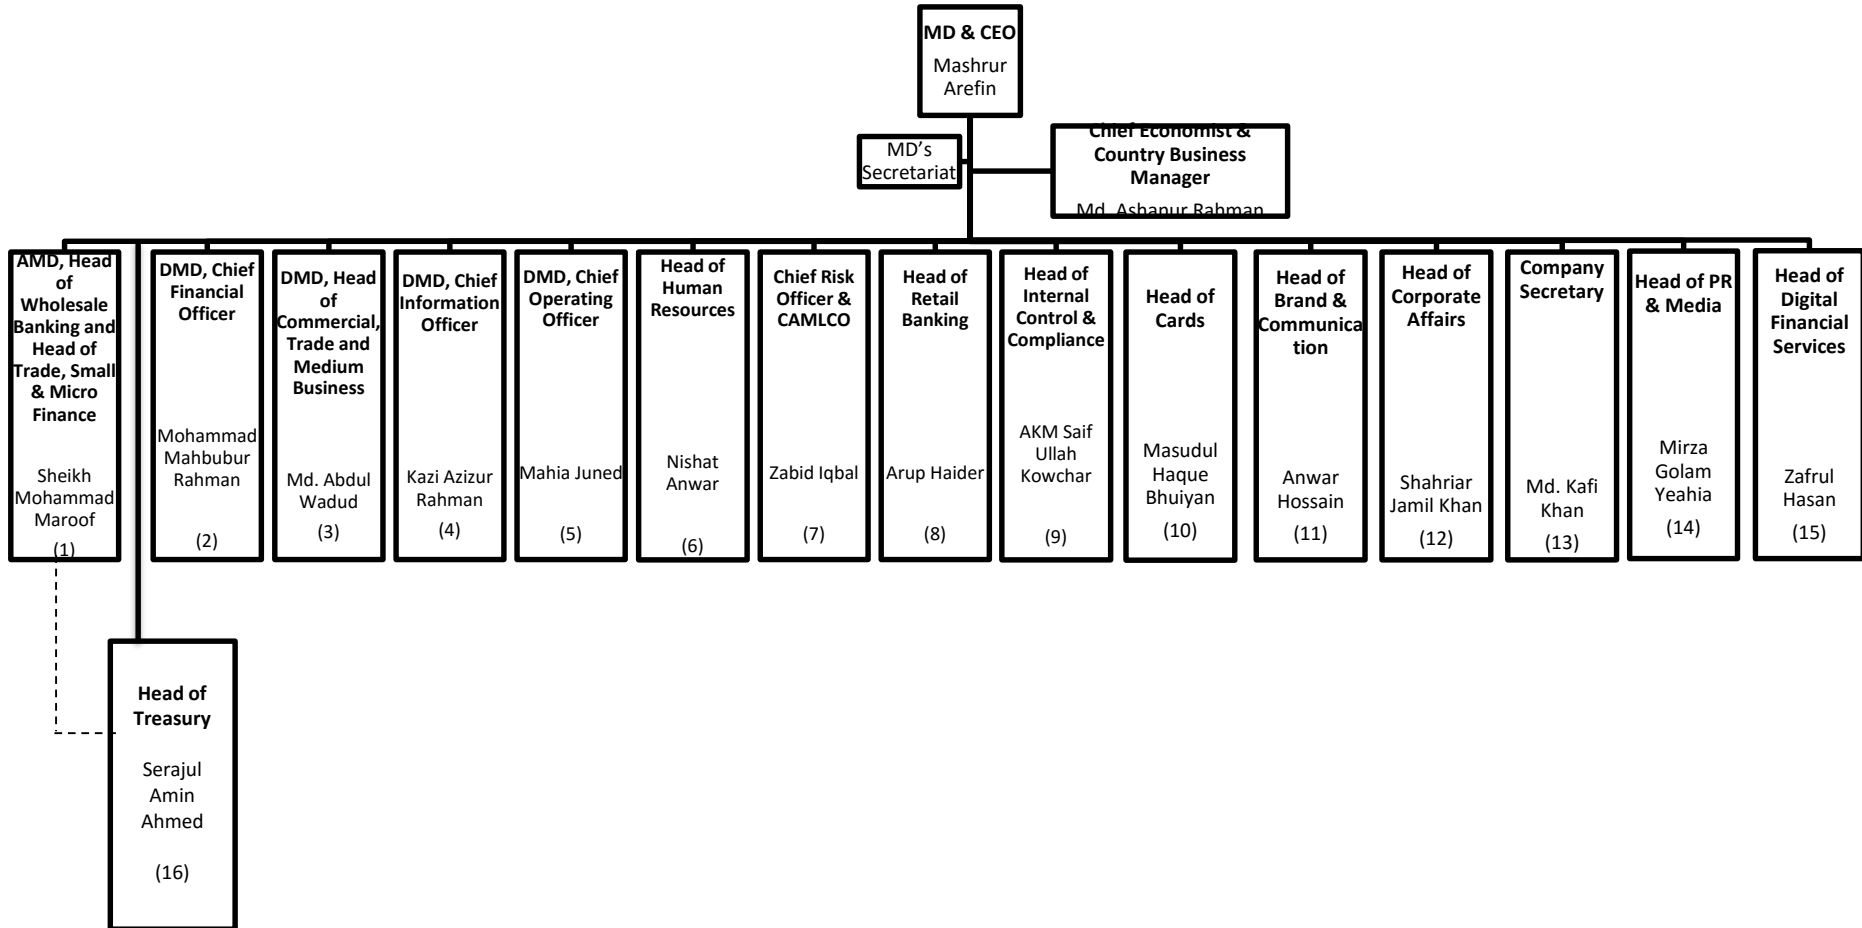 MD & CEO
Mashrur
Arefin
MD's
Secretariat
Chief Economist &
Country Business
Manager
Md. Ashanur Rahman
AMD, Head
of
Wholesale
Banking and
Head of
Trade, Small
& Micro
Finance
Sheikh
Mohammad
Maroof
(1)
DMD, Chief
Financial
Officer
Mohammad
Mahbubur
Rahman
(2)
DMD, Head
of
Commercial,
Trade and
Medium
Business
Md. Abdul
Wadud
(3)
DMD, Chief
Information
Officer
Kazi Azizur
Rahman
(4)
DMD, Chief
Operating
Officer
Mahia Juned
(5)
Head of
Human
Resources
Nishat
Anwar
(6)
Chief Risk
Officer &
CAMLCO
Zabid Iqbal
(7)
Head of
Retail
Banking
Arup Haider
(8)
Head of
Internal
Control &
Compliance
AKM Saif
Ullah
Kowchar
(9)
Head of
Cards
Masudul
Haque
Bhuiyan
(10)
Head of
Brand &
Communica
tion
Anwar
Hossain
(11)
Head of
Corporate
Affairs
Shahriar
Jamil Khan
(12)
Company
Secretary
Md. Kafi
Khan
(13)
Head of PR
& Media
Mirza
Golam
Yeahia
(14)
Head of
Digital
Financial
Services
Zafrul
Hasan
(15)
Head of
Treasury
Serajul
Amin
Ahmed
(16)